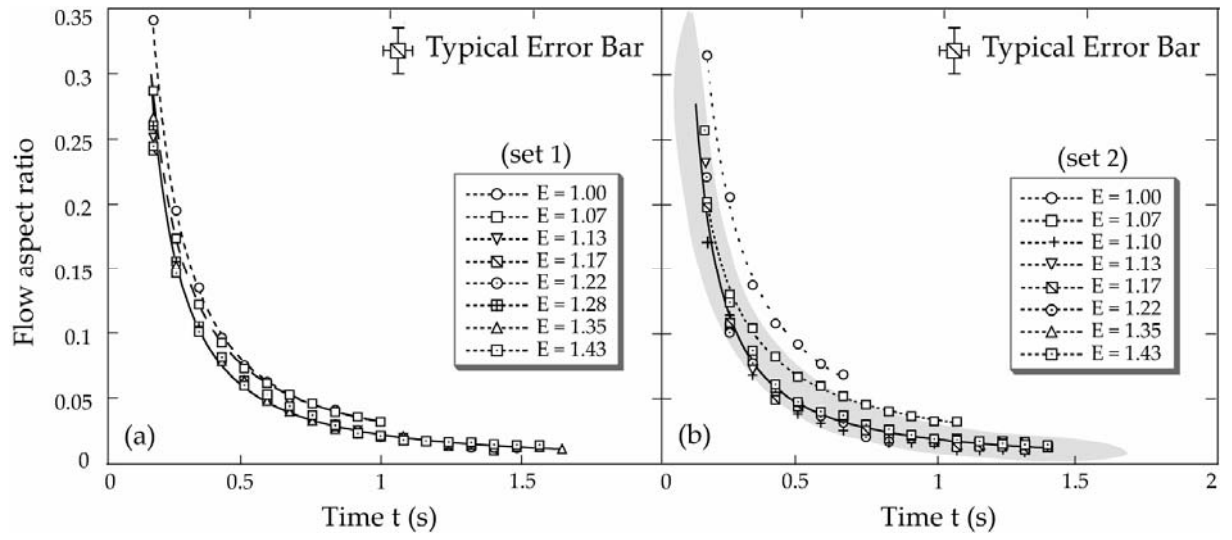 0.35
0.3
0.25
0.2
0.15
0.1
0.05
0
Flow aspect ratio
Typical Error Bar
(set 1)
E = 1.00
E = 1.07
E = 1.13
E = 1.17
E = 1.22
E = 1.28
E = 1.35
E = 1.43
(a)
0 0.5 1 1.5
Time t (s)
Typical Error Bar
(set 2)
E = 1.00
E = 1.07
E = 1.10
E = 1.13
E = 1.17
E = 1.22
E = 1.35
E = 1.43
(b)
0 0.5 1 1.5 2
Time t (s)